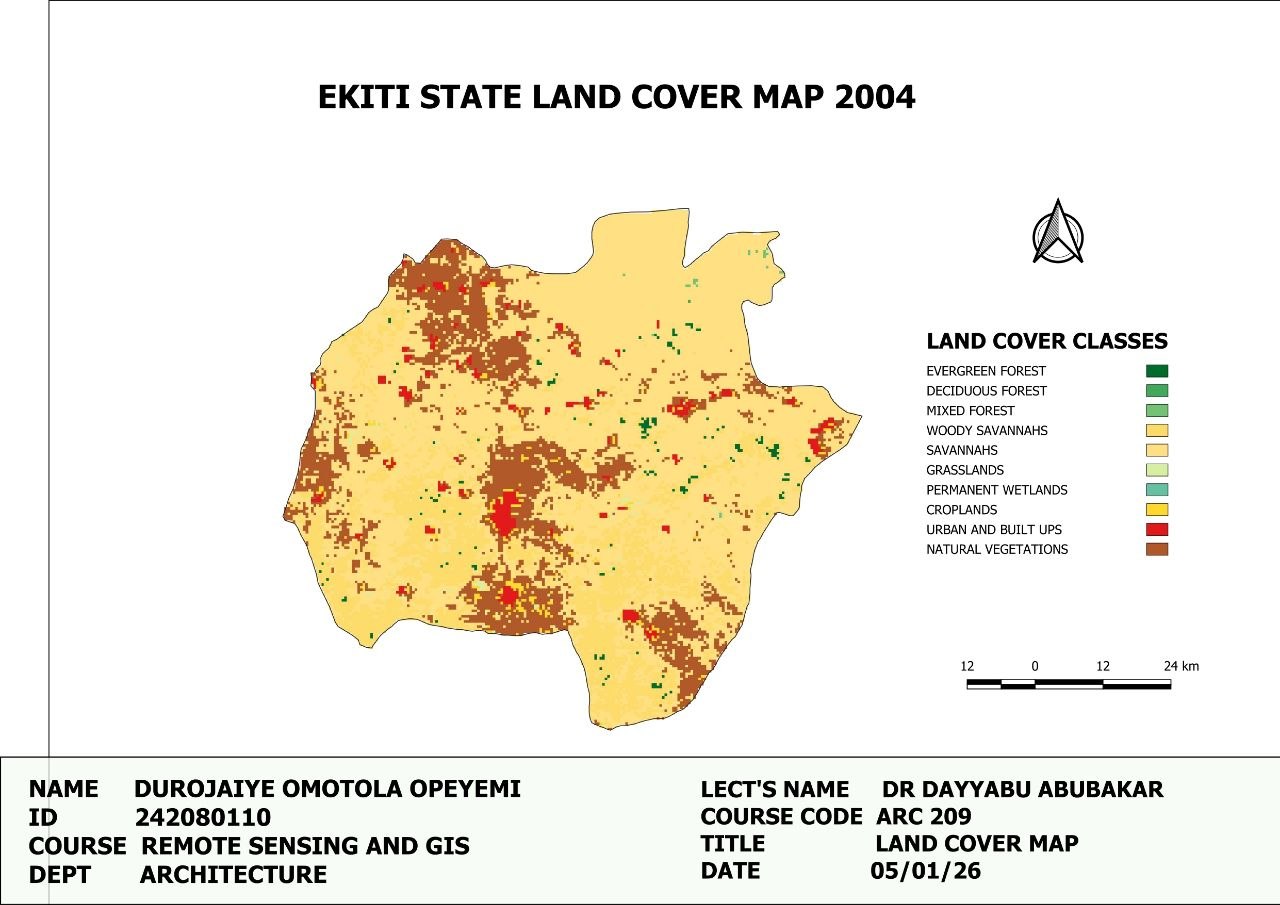 EKITI STATE LAND COVER MAP 2004
LAND COVER CLASSES
EVERGREEN FOREST
DECIDUOUS FOREST
MIXED FOREST
WOODY SAVANNAHS
SAVANNAHS
GRASSLANDS
PERMANENT WETLANDS
CROPLANDS
URBAN AND BUILT UPS
NATURAL VEGETATIONS
12 0 12 24 km
NAME DUROJAIYE OMOTOLA OPEYEMI
ID 242080110
COURSE REMOTE SENSING AND GIS
DEPT ARCHITECTURE
LECT'S NAME DR DAYYABU ABUBAKAR
COURSE CODE ARC 209
TITLE LAND COVER MAP
DATE 05/01/26